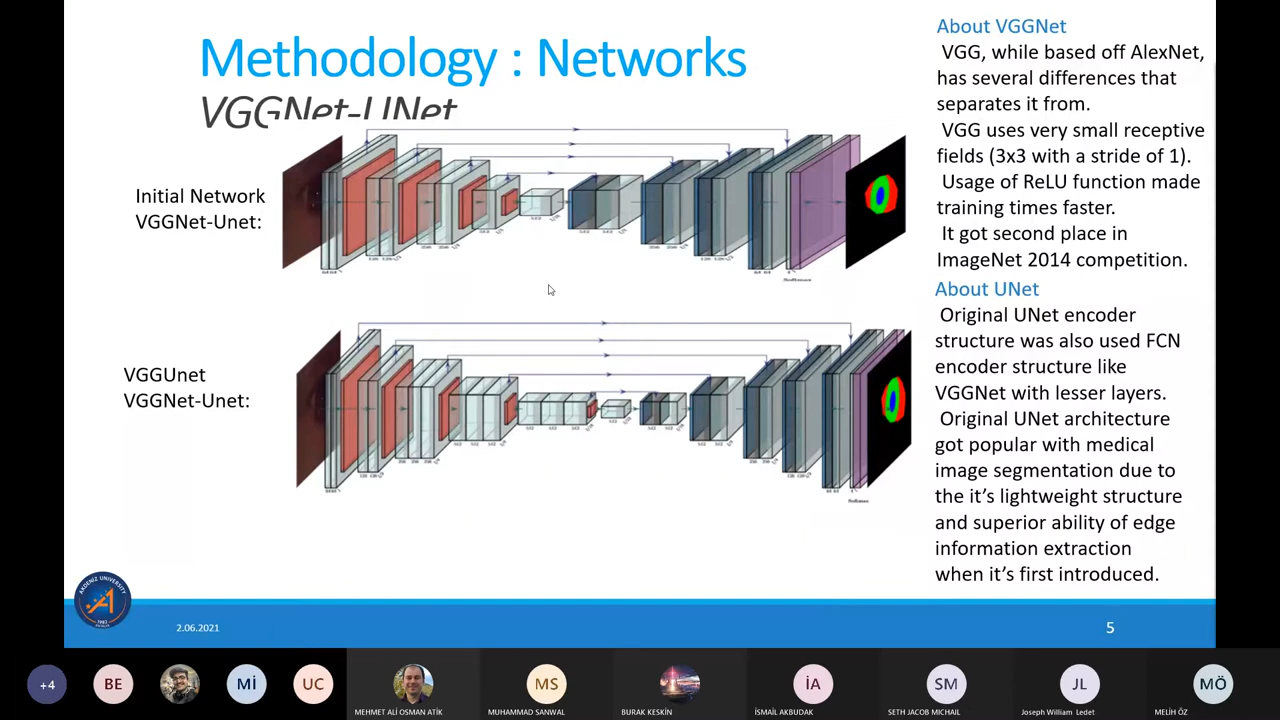 Methodology : Networks
VGGNet-UNet
Initial Network
VGGNet-Unet:
VGGUnet
VGGNet-Unet:
About VGGNet
VGG, while based off AlexNet,
has several differences that
separates it from.
VGG uses very small receptive
fields (3x3 with a stride of 1).
Usage of ReLU function made
training times faster.
It got second place in
ImageNet 2014 competition.
About UNet
Original UNet encoder
structure was also used FCN
encoder structure like
VGGNet with lesser layers.
Original UNet architecture
got popular with medical
image segmentation due to
the it's lightweight structure
and superior ability of edge
information extraction
when it's first introduced.
AKDENİZ UNIVERSITY
1982
2.06.2021
5
+4
BE
Mİ
UC
MEHMET ALİ OSMAN ATİK
MS
MUHAMMAD SANWAL
BURAK KESKİN
İA
İSMAİL AKBUDAK
SM
SETH JACOB MICHAIL
JL
Joseph William Ledet
MÖ
MELİH ÖZ